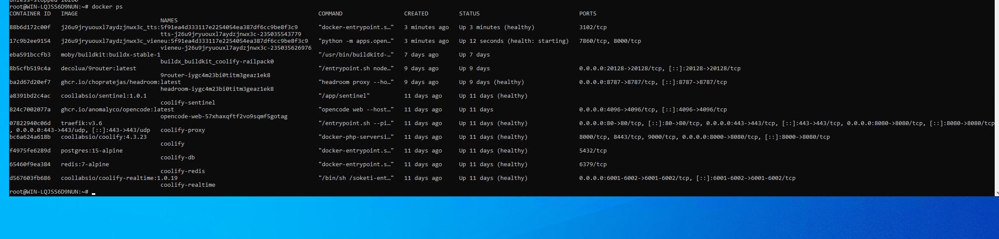 root@WIN-LQJSS6D9NUN:~# docker ps
CONTAINER ID   IMAGE   COMMAND   CREATED   STATUS   PORTS
NAMES
88b6d172c00f   j26u9jryuouxl7aydzjnwx3c_tts:5f91ea4d333117e2254054ea387df6cc9be8f3c9   "docker-entrypoint.s…"   3 minutes ago   Up 3 minutes (healthy)   3102/tcp
tts-j26u9jryuouxl7aydzjnwx3c-235035543779
17c9b2ee9154   j26u9jryuouxl7aydzjnwx3c_vieneu:5f91ea4d333117e2254054ea387df6cc9be8f3c9   "python -m apps.open…"   3 minutes ago   Up 12 seconds (health: starting)   7860/tcp, 8000/tcp
vieneu-j26u9jryuouxl7aydzjnwx3c-235035626976
eba591bccfb3   moby/buildkit:buildx-stable-1   "/usr/bin/buildkitd-…"   7 days ago   Up 7 days
buildx_buildkit_coolify-railpack0
8b5cfb519c4a   decolua/9router:latest   "/entrypoint.sh node…"   9 days ago   Up 9 days   0.0.0.0:20128->20128/tcp, [::]:20128->20128/tcp
9router-iygc4m23bi0titm3geaz1ek8
ba2d67d20ef7   ghcr.io/chopratejas/headroom:latest   "headroom proxy --ho…"   9 days ago   Up 9 days (healthy)   0.0.0.0:8787->8787/tcp, [::]:8787->8787/tcp
headroom-iygc4m23bi0titm3geaz1ek8
a8391bd2c4ac   coollabsio/sentinel:1.0.1   "/app/sentinel"   11 days ago   Up 11 days (healthy)
coolify-sentinel
824c7002077a   ghcr.io/anomalyco/opencode:latest   "opencode web --host…"   11 days ago   Up 11 days   0.0.0.0:4096->4096/tcp, [::]:4096->4096/tcp
opencode-web-57xhaxqftf2vo9sqmf5gotag
07822940c06d   traefik:v3.6   "/entrypoint.sh --pi…"   11 days ago   Up 11 days (healthy)   0.0.0.0:80->80/tcp, [::]:80->80/tcp, 0.0.0.0:443->443/tcp, [::]:443->443/tcp, 0.0.0.0:8080->8080/tcp, [::]:8080->8080/tcp
, 0.0.0.0:443->443/udp, [::]:443->443/udp   coolify-proxy
bc6a624a618b   coollabsio/coolify:4.3.23   "docker-php-serversi…"   11 days ago   Up 11 days (healthy)   8000/tcp, 8443/tcp, 9000/tcp, 0.0.0.0:8000->8080/tcp, [::]:8000->8080/tcp
coolify
f4975fe6289d   postgres:15-alpine   "docker-entrypoint.s…"   11 days ago   Up 11 days (healthy)   5432/tcp
coolify-db
65460f9ea384   redis:7-alpine   "docker-entrypoint.s…"   11 days ago   Up 11 days (healthy)   6379/tcp
coolify-redis
d567603fb686   coollabsio/coolify-realtime:1.0.19   "/bin/sh /soketi-ent…"   11 days ago   Up 11 days (healthy)   0.0.0.0:6001-6002->6001-6002/tcp, [::]:6001-6002->6001-6002/tcp
coolify-realtime
root@WIN-LQJSS6D9NUN:~#